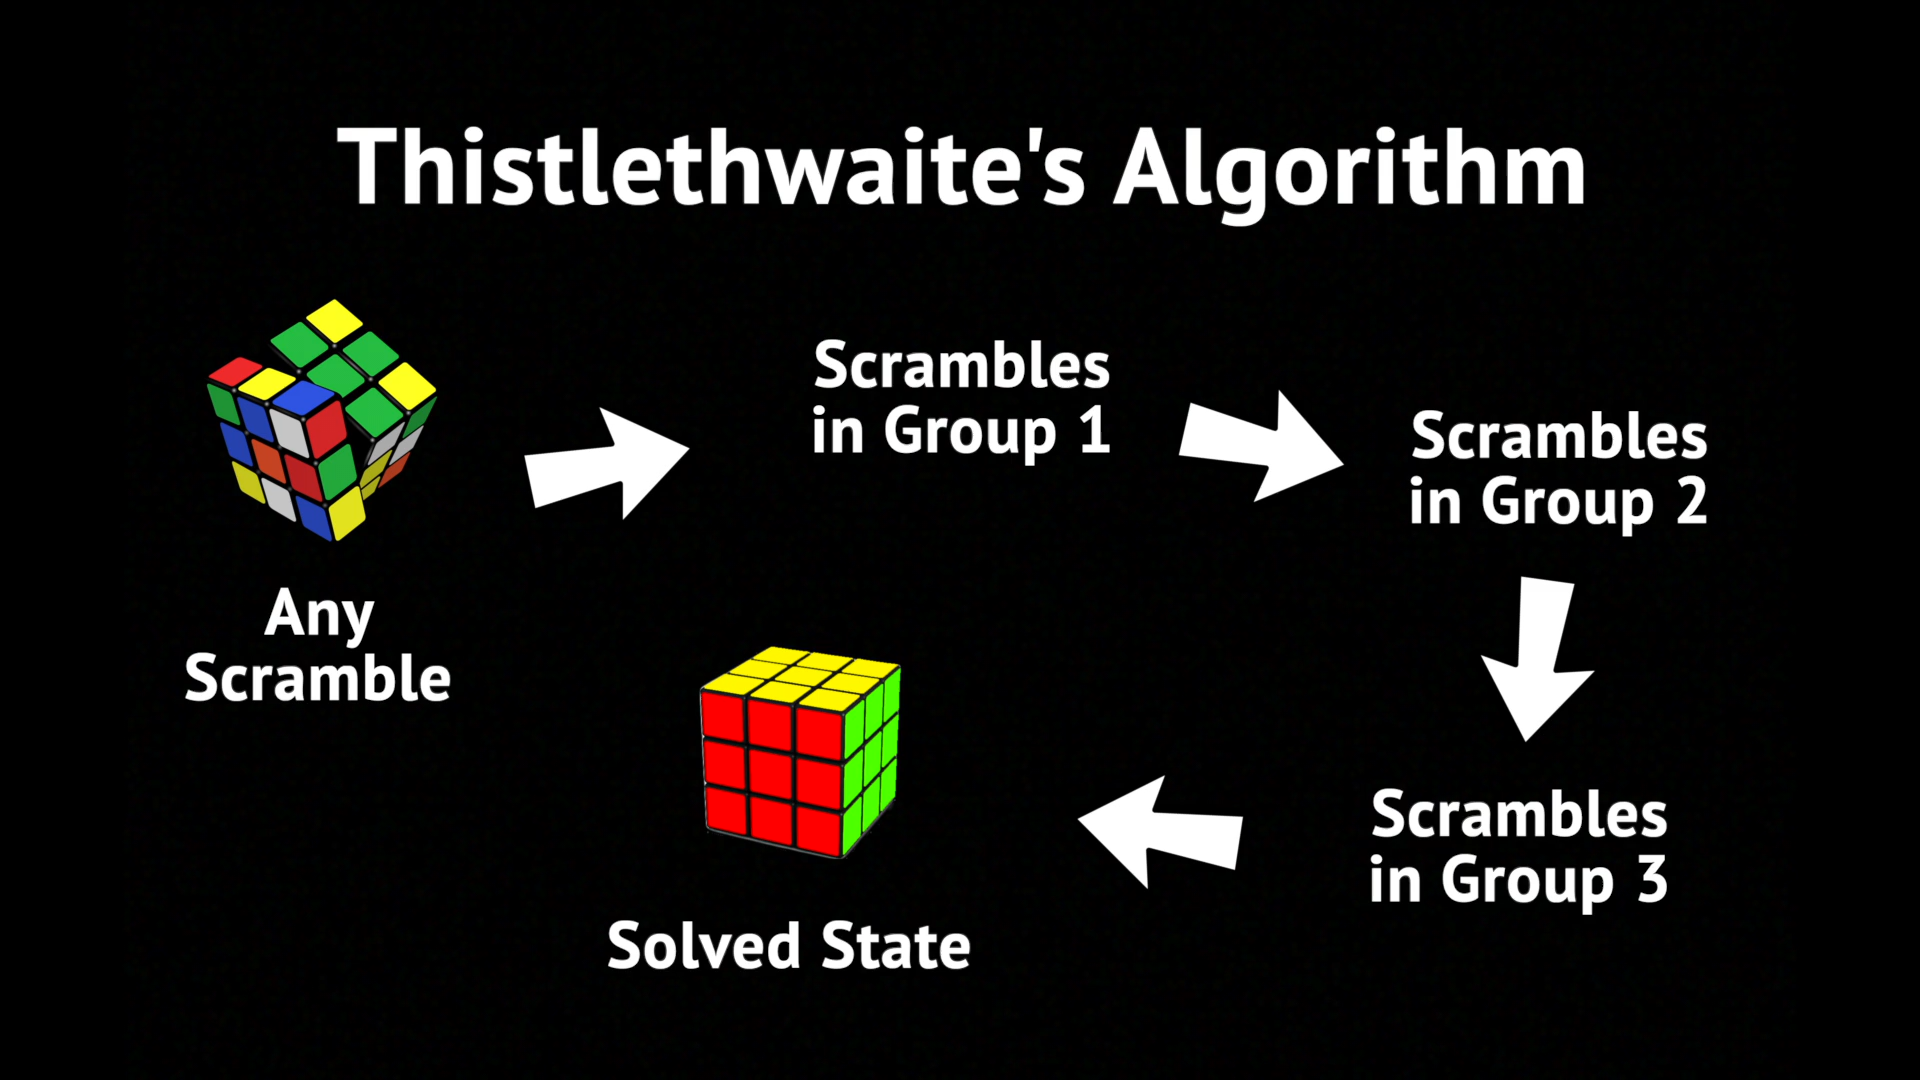 Thistlethwaite's Algorithm
Any
Scramble
Scrambles
in Group 1
Scrambles
in Group 2
Scrambles
in Group 3
Solved State